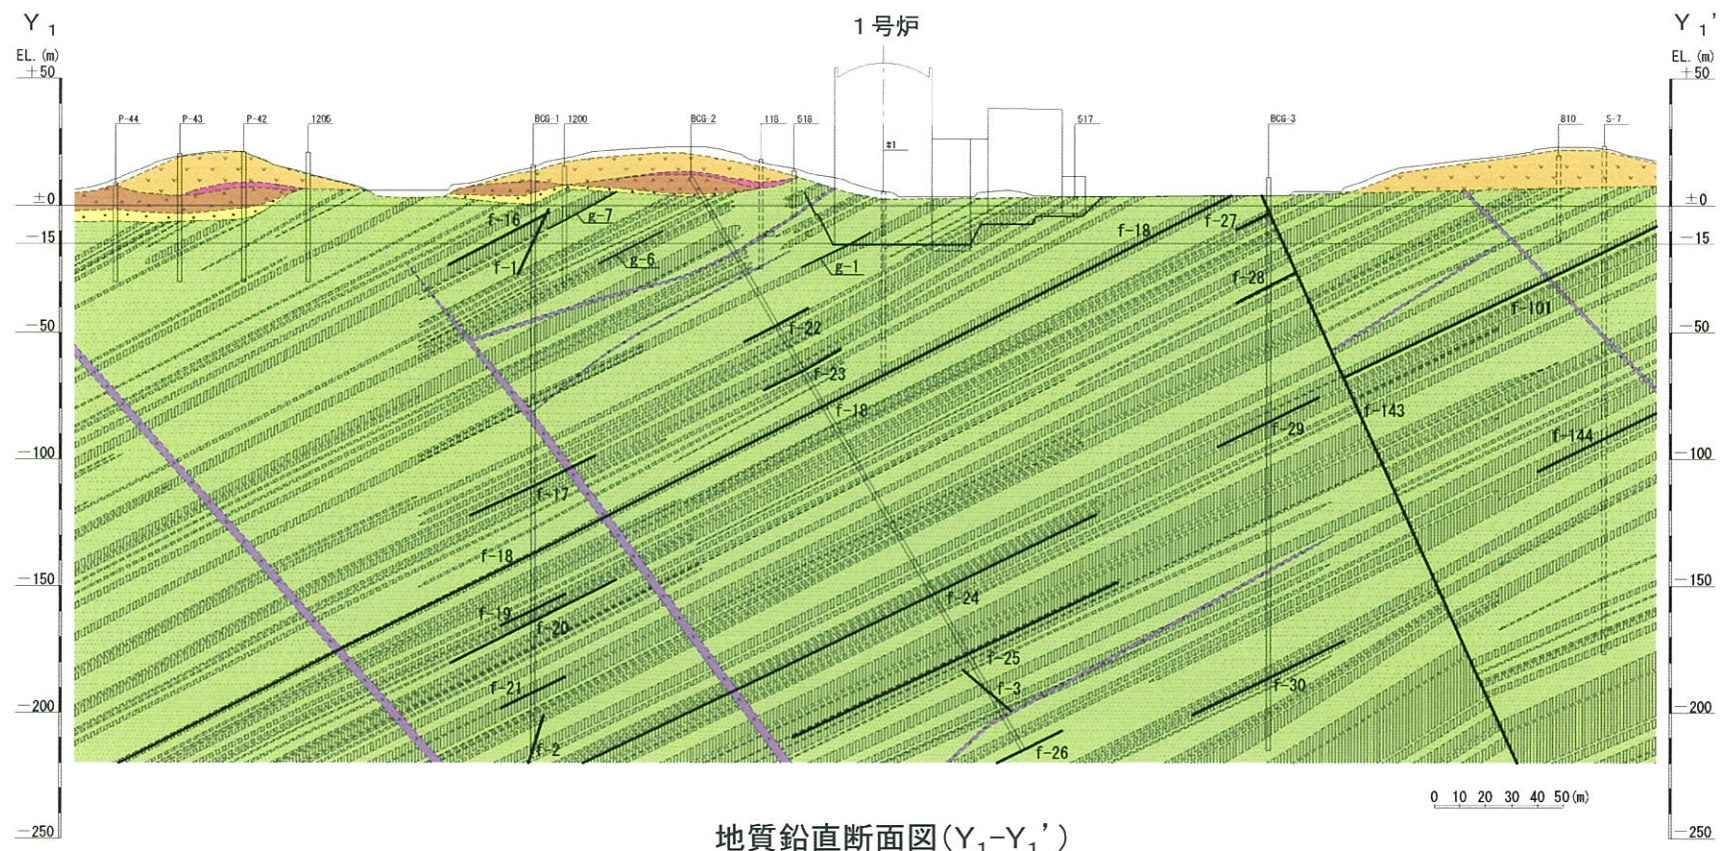 Y₁
1号炉
Y₁'
EL.(m)
EL.(m)
+50
+50
P-44
P-43
P-42
1205
BCG-1
1200
BCG-2
118
518
#1
517
BCG-3
810
S-7
±0
±0
f-16
g-7
f-18
f-27
-15
-15
f-1
g-6
g-1
f-28
f-101
-50
-50
f-22
f-23
f-18
f-143
f-29
f-144
-100
-100
f-17
f-18
-150
-150
f-19
f-24
f-20
f-25
f-21
f-3
f-30
-200
-200
f-2
f-26
0 10 20 30 40 50(m)
-250
-250
地質鉛直断面図(Y₁-Y₁')